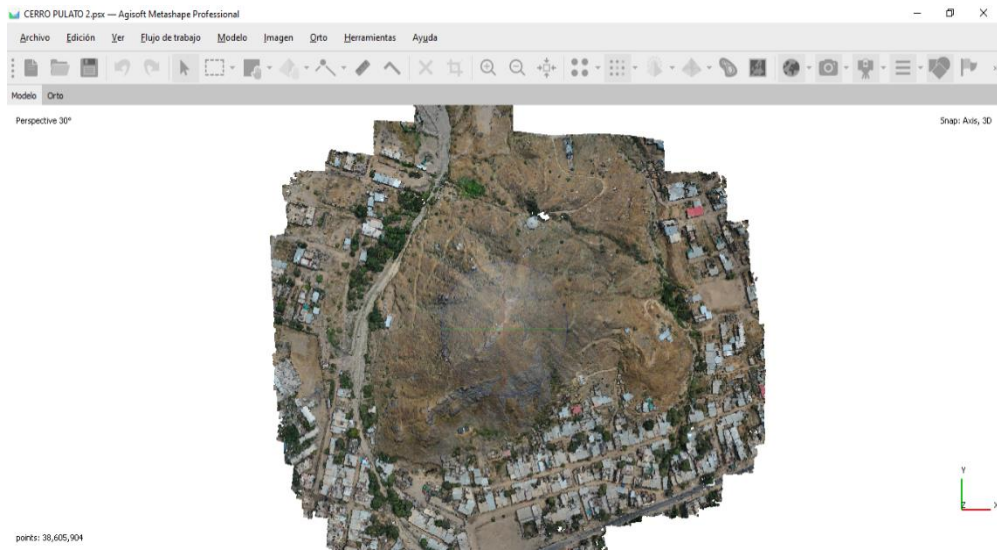 CERRO PULATO 2.psx — Agisoft Metashape Professional
Archivo Edición Ver Flujo de trabajo Modelo Imagen Orto Herramientas Ayuda
Modelo Orto
Perspective 30°
Snap: Axis, 3D
Y
Z X
points: 38,605,904